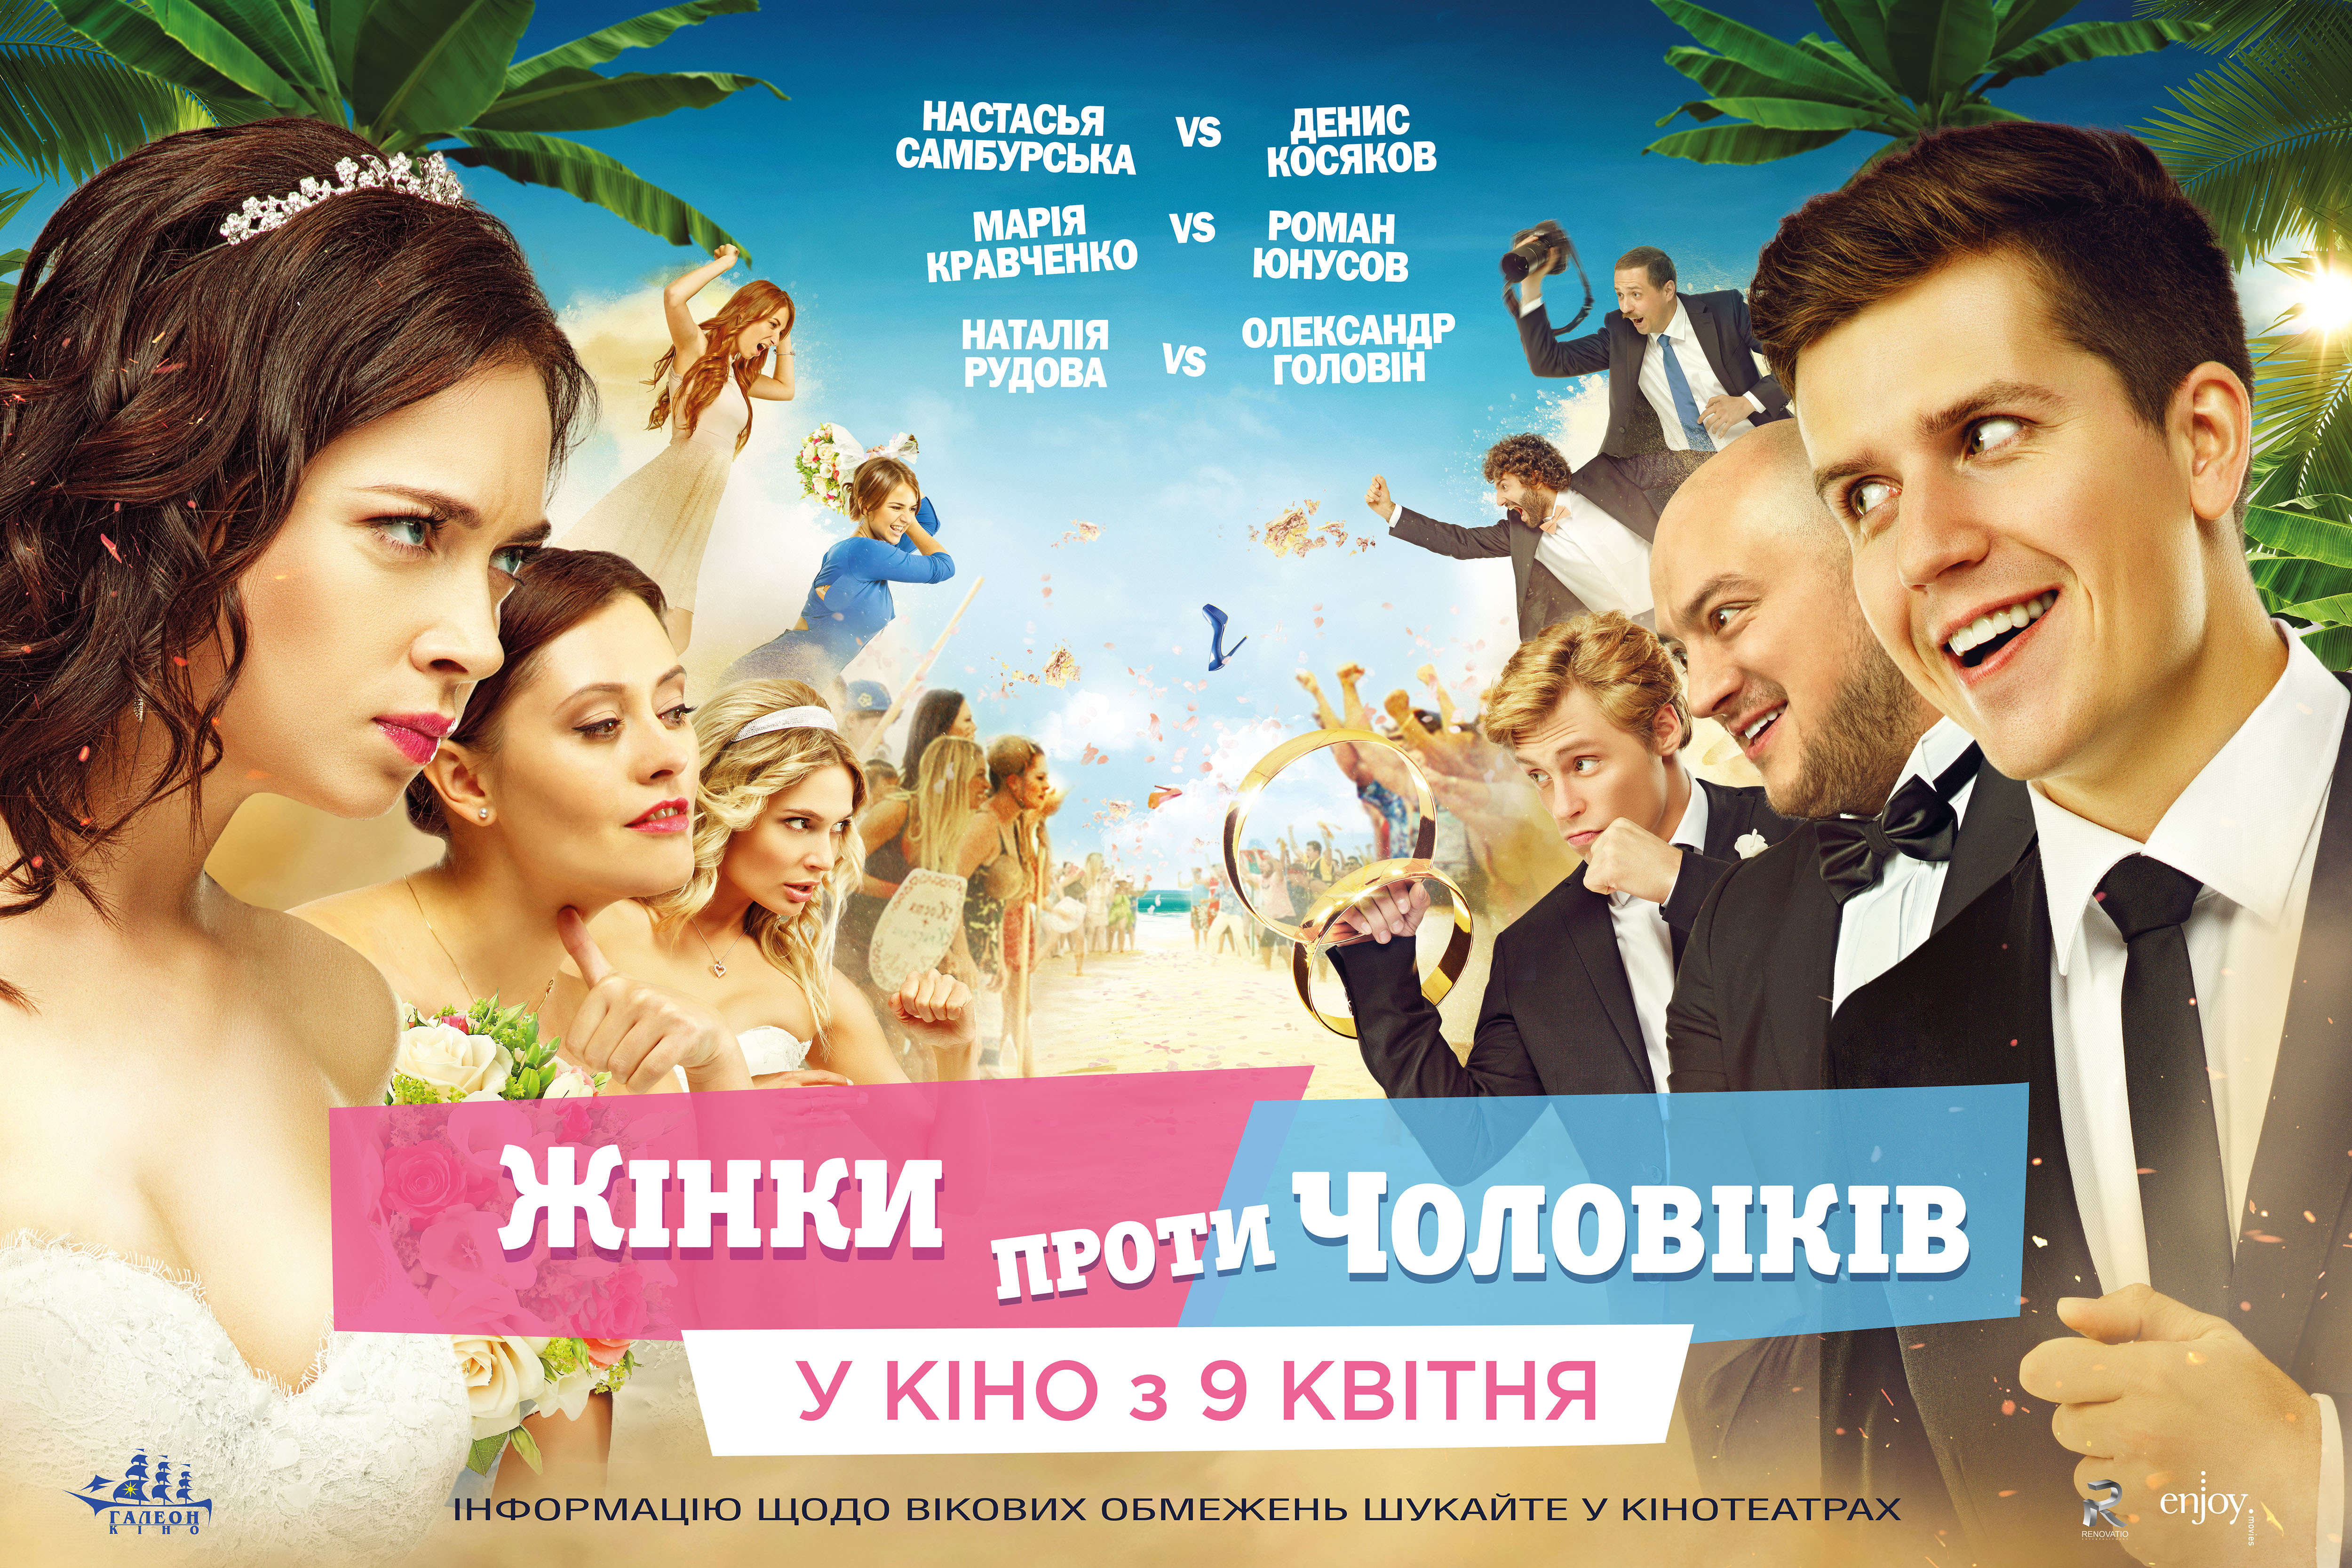 НАСТАСЬЯ
САМБУРСЬКА
VS
ДЕНИС
КОСЯКОВ
МАРІЯ
КРАВЧЕНКО
VS
РОМАН
ЮНУСОВ
НАТАЛІЯ
РУДОВА
VS
ОЛЕКСАНДР
ГОЛОВІН
ЖІНКИ ПРОТИ ЧОЛОВІКІВ
У КІНО з 9 КВІТНЯ
ІНФОРМАЦІЮ ЩОДО ВІКОВИХ ОБМЕЖЕНЬ ШУКАЙТЕ У КІНОТЕАТРАХ
ГАЛЕОН
КІНО
RENOVATIO
enjoy.
movies